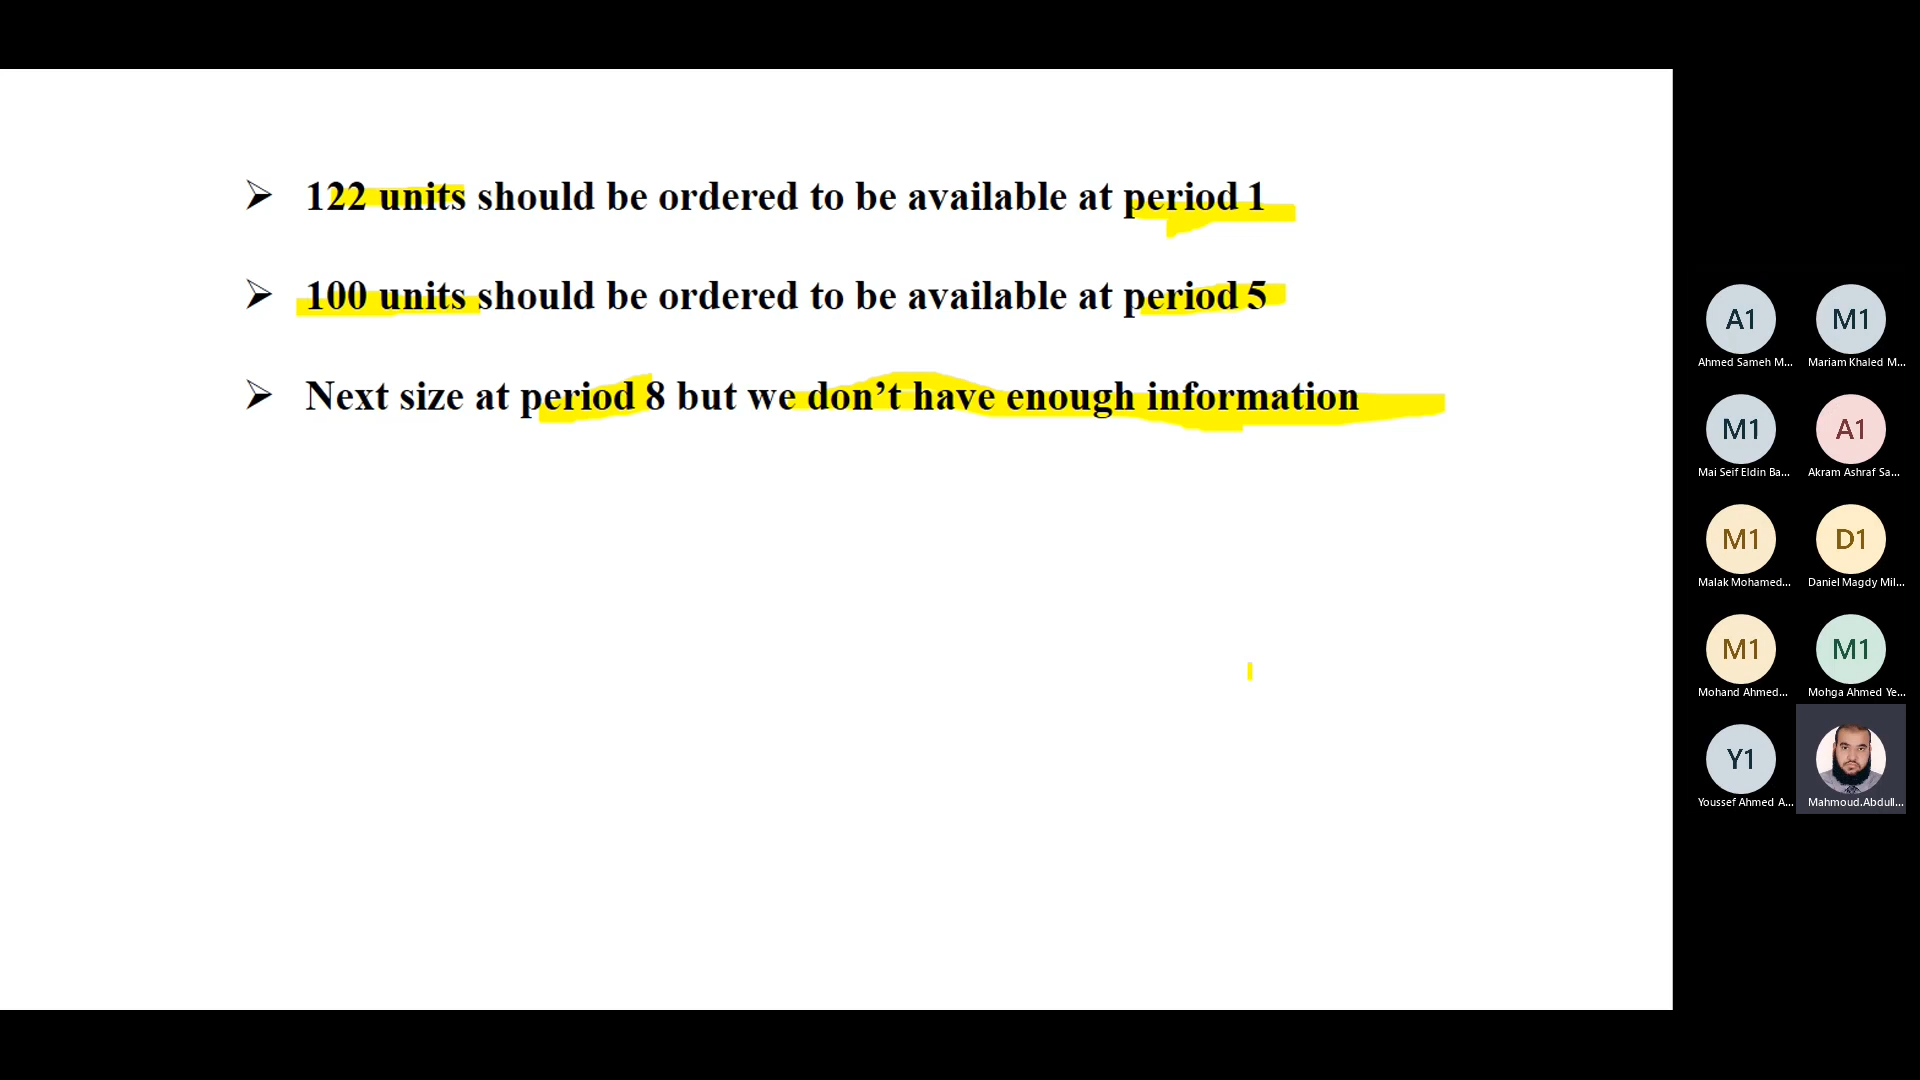 ➢ 122 units should be ordered to be available at period 1
➢ 100 units should be ordered to be available at period 5
➢ Next size at period 8 but we don’t have enough information
A1
M1
Ahmed Sameh M...
Mariam Khaled M...
M1
A1
Mai Seif Eldin Ba...
Akram Ashraf Sa...
M1
D1
Malak Mohamed...
Daniel Magdy Mil...
M1
M1
Mohand Ahmed...
Mohga Ahmed Ye...
Y1
Youssef Ahmed A...
Mahmoud.Abdull...